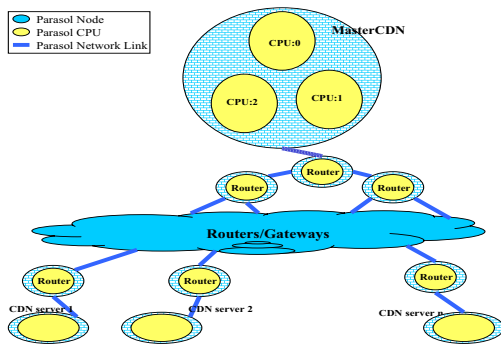 Parasol Node
Parasol CPU
Parasol Network Link
MasterCDN
CPU:0
CPU:2
CPU:1
Router
Router
Router
Routers/Gateways
Router
Router
Router
CDN server 1
CDN server 2
CDN server n